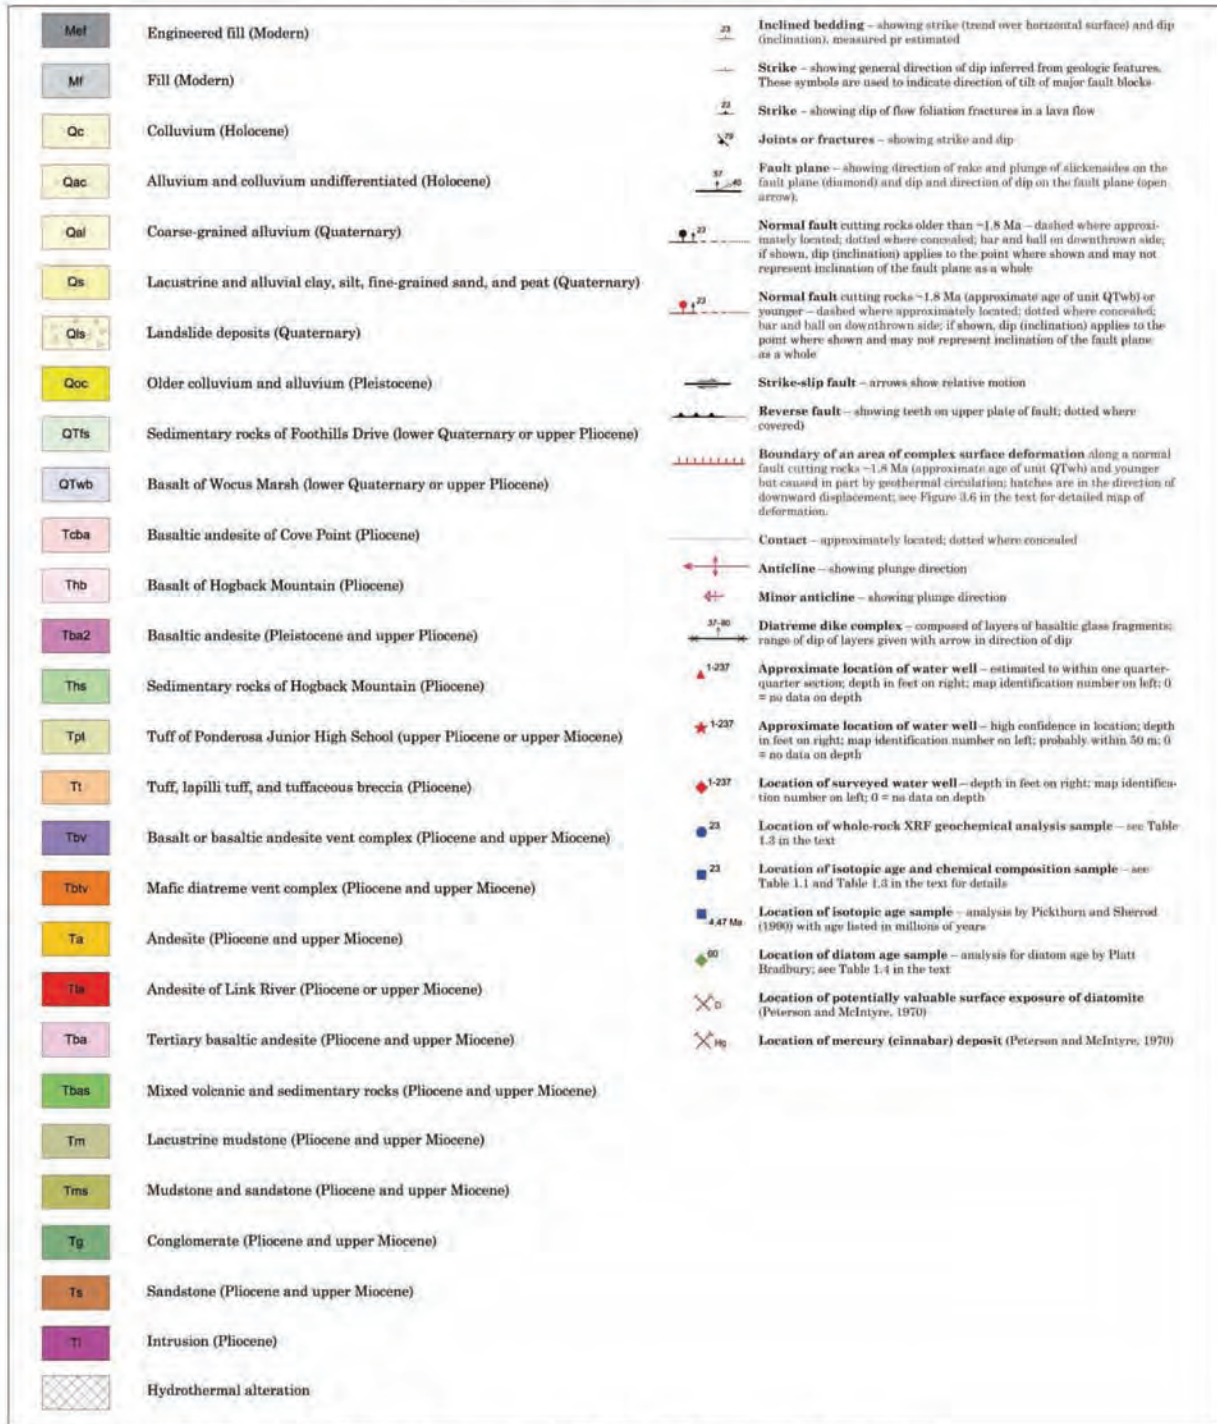 Mef Engineered fill (Modern)
Mf Fill (Modern)
Qc Colluvium (Holocene)
Qac Alluvium and colluvium undifferentiated (Holocene)
Qal Coarse-grained alluvium (Quaternary)
Qs Lacustrine and alluvial clay, silt, fine-grained sand, and peat (Quaternary)
Qls Landslide deposits (Quaternary)
Qoc Older colluvium and alluvium (Pleistocene)
QTfs Sedimentary rocks of Foothills Drive (lower Quaternary or upper Pliocene)
QTwb Basalt of Wocus Marsh (lower Quaternary or upper Pliocene)
Tcba Basaltic andesite of Cove Point (Pliocene)
Thb Basalt of Hogback Mountain (Pliocene)
Tba2 Basaltic andesite (Pleistocene and upper Pliocene)
Ths Sedimentary rocks of Hogback Mountain (Pliocene)
Tpt Tuff of Ponderosa Junior High School (upper Pliocene or upper Miocene)
Tt Tuff, lapilli tuff, and tuffaceous breccia (Pliocene)
Tbv Basalt or basaltic andesite vent complex (Pliocene and upper Miocene)
Tbtv Mafic diatreme vent complex (Pliocene and upper Miocene)
Ta Andesite (Pliocene and upper Miocene)
Tla Andesite of Link River (Pliocene or upper Miocene)
Tba Tertiary basaltic andesite (Pliocene and upper Miocene)
Tbas Mixed volcanic and sedimentary rocks (Pliocene and upper Miocene)
Tm Lacustrine mudstone (Pliocene and upper Miocene)
Tms Mudstone and sandstone (Pliocene and upper Miocene)
Tg Conglomerate (Pliocene and upper Miocene)
Ts Sandstone (Pliocene and upper Miocene)
Ti Intrusion (Pliocene)
Hydrothermal alteration
23 Inclined bedding – showing strike (trend over horizontal surface) and dip
(inclination), measured pr estimated
Strike – showing general direction of dip inferred from geologic features.
These symbols are used to indicate direction of tilt of major fault blocks
23 Strike – showing dip of flow foliation fractures in a lava flow
79 Joints or fractures – showing strike and dip
37 40 Fault plane – showing direction of rake and plunge of slickensides on the
fault plane (diamond) and dip and direction of dip on the fault plane (open
arrow).
23 Normal fault cutting rocks older than ~1.8 Ma – dashed where approxi-
mately located; dotted where concealed; bar and ball on downthrown side;
if shown, dip (inclination) applies to the point where shown and may not
represent inclination of the fault plane as a whole
23 Normal fault cutting rocks ~1.8 Ma (approximate age of unit QTwb) or
younger – dashed where approximately located; dotted where concealed;
bar and ball on downthrown side; if shown, dip (inclination) applies to the
point where shown and may not represent inclination of the fault plane
as a whole
Strike-slip fault – arrows show relative motion
Reverse fault – showing teeth on upper plate of fault; dotted where
covered)
Boundary of an area of complex surface deformation along a normal
fault cutting rocks ~1.8 Ma (approximate age of unit QTwb) and younger
but caused in part by geothermal circulation; hatches are in the direction of
downward displacement; see Figure 3.6 in the text for detailed map of
deformation.
Contact – approximately located; dotted where concealed
Anticline – showing plunge direction
Minor anticline – showing plunge direction
37–80 Diatreme dike complex – composed of layers of basaltic glass fragments;
range of dip of layers given with arrow in direction of dip
1-237 Approximate location of water well – estimated to within one quarter-
quarter section; depth in feet on right; map identification number on left; 0
= no data on depth
1-237 Approximate location of water well – high confidence in location; depth
in feet on right; map identification number on left; probably within 50 m; 0
= no data on depth
1-237 Location of surveyed water well – depth in feet on right; map identifica-
tion number on left; 0 = no data on depth
23 Location of whole-rock XRF geochemical analysis sample – see Table
1.3 in the text
23 Location of isotopic age and chemical composition sample – see
Table 1.1 and Table 1.3 in the text for details
4.47 Ma Location of isotopic age sample – analysis by Pickthorn and Sherrod
(1990) with age listed in millions of years
60 Location of diatom age sample – analysis for diatom age by Platt
Bradbury; see Table 1.4 in the text
D Location of potentially valuable surface exposure of diatomite
(Peterson and McIntyre, 1970)
Hg Location of mercury (cinnabar) deposit (Peterson and McIntyre, 1970)